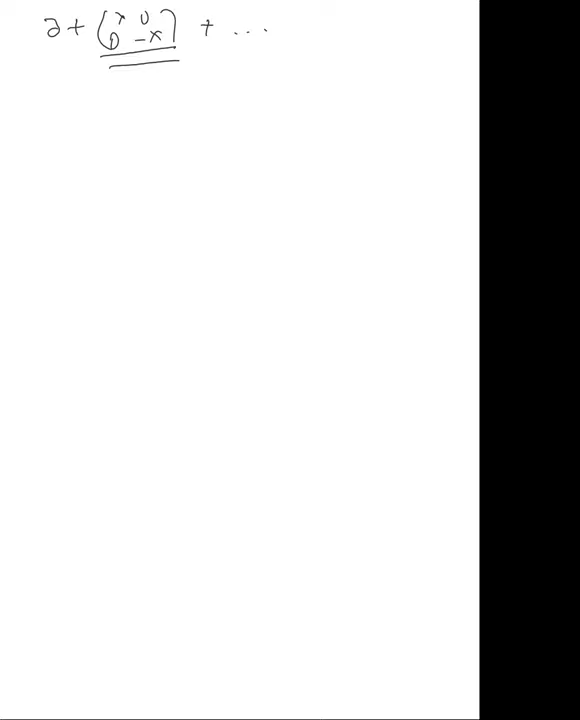 ∂ + (x 0
0 -x) + ...